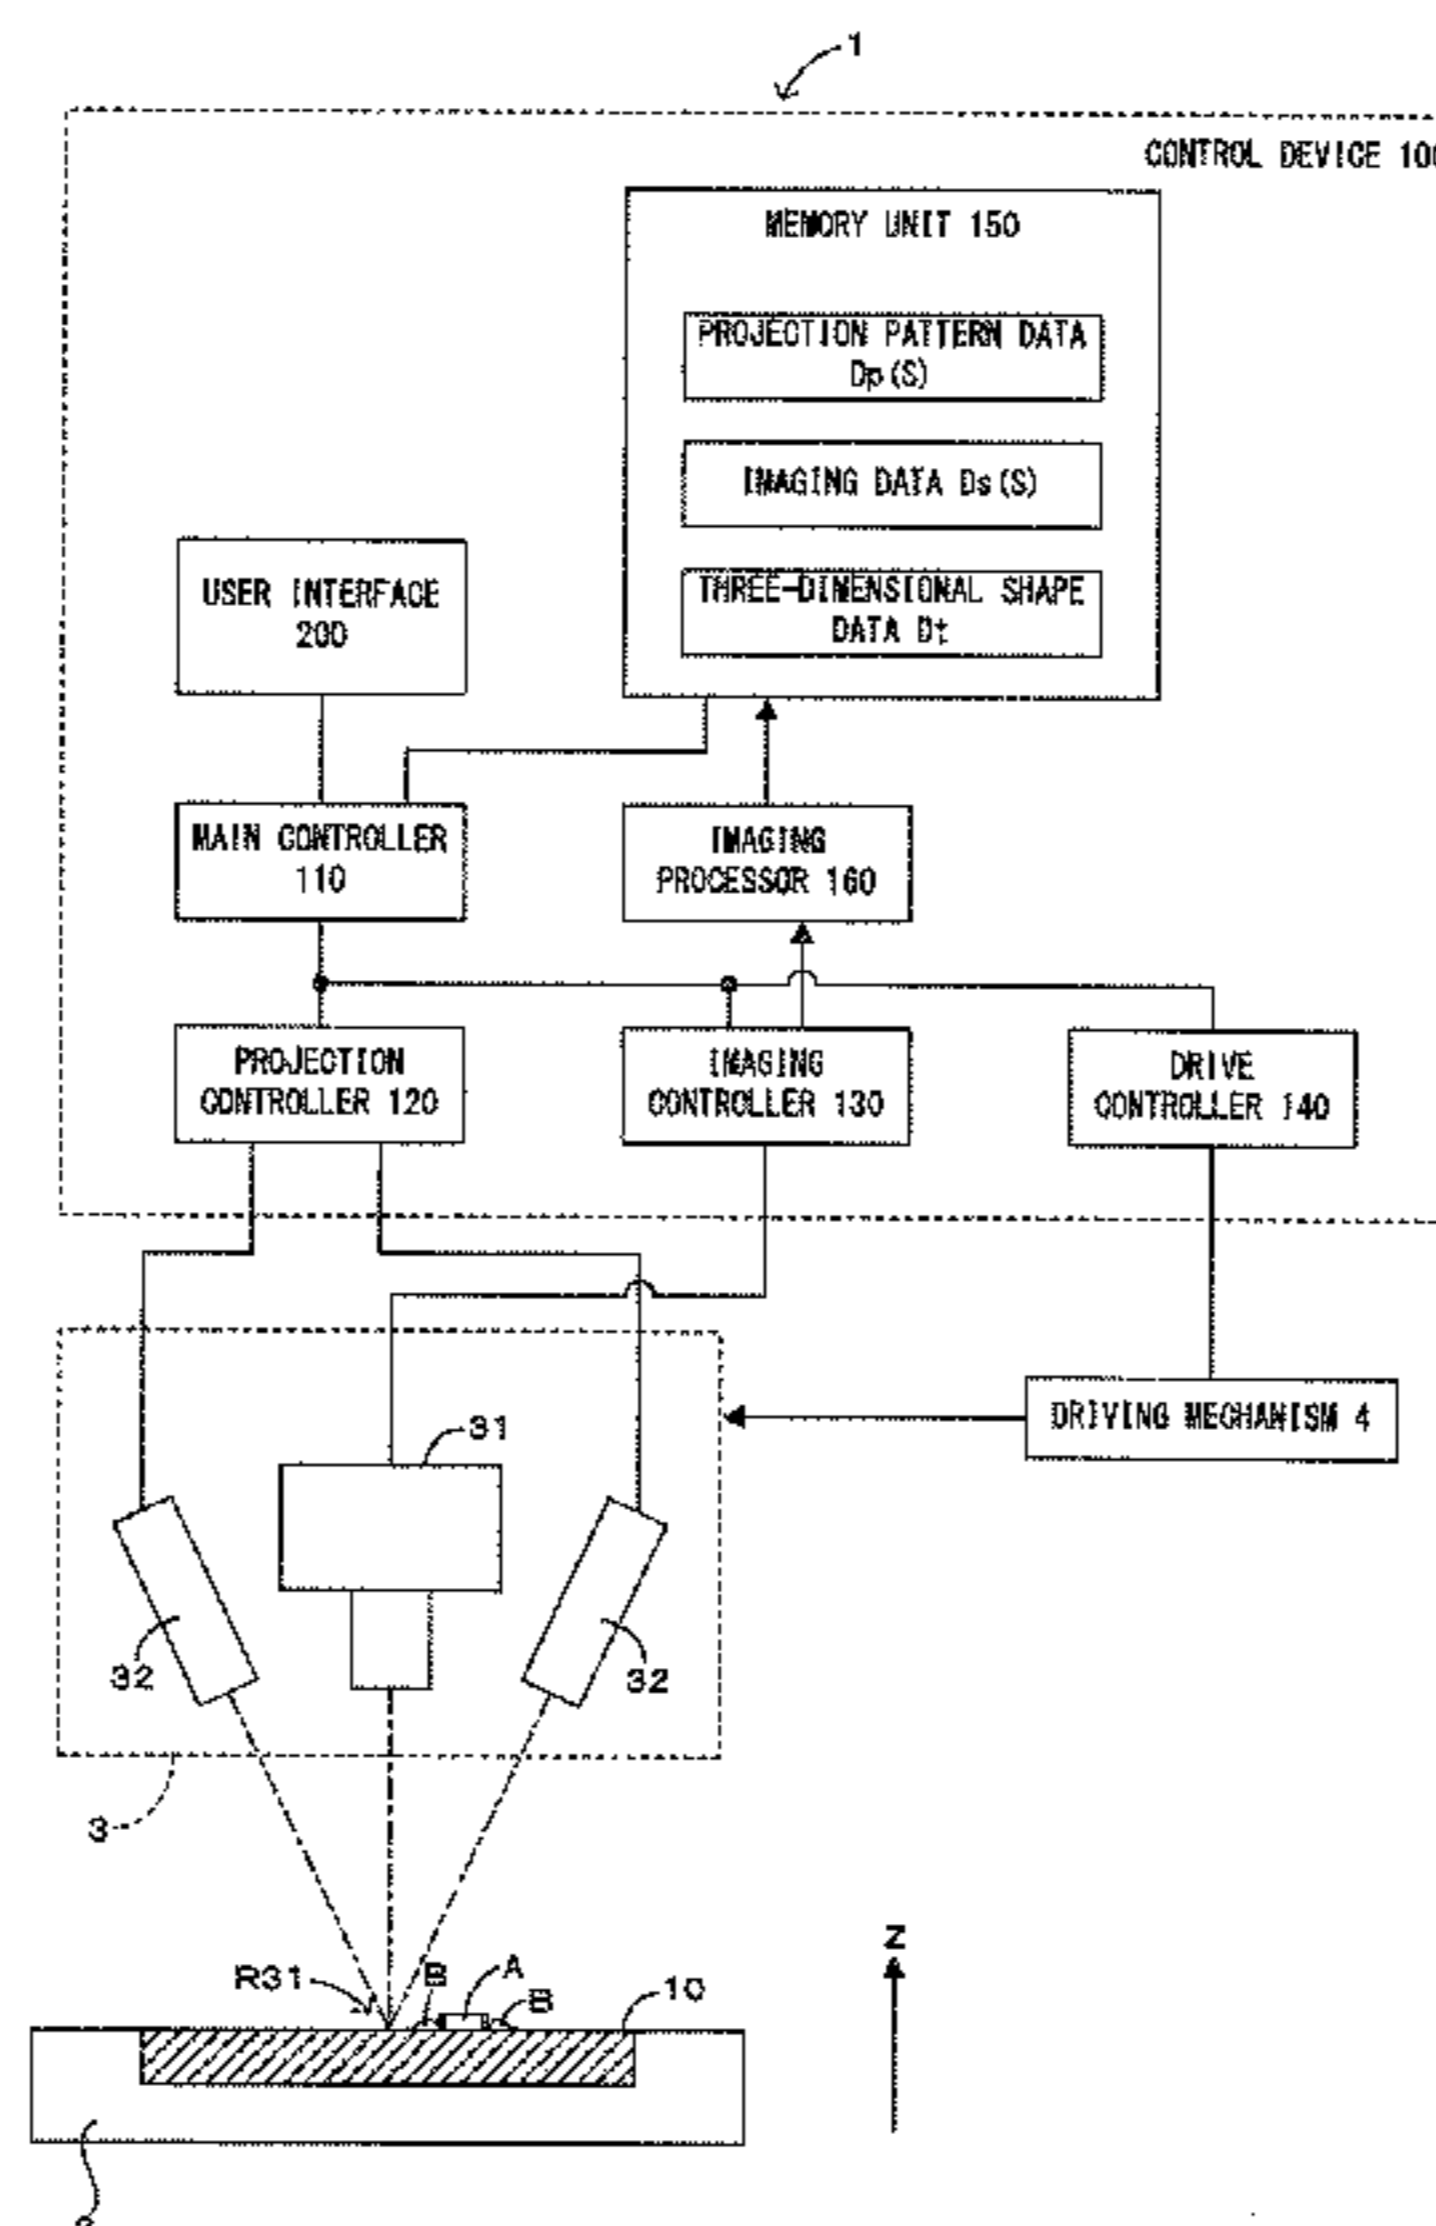 1
CONTROL DEVICE 100
MEMORY UNIT 150
PROJECTION PATTERN DATA
Dp(S)
IMAGING DATA Ds(S)
THREE-DIMENSIONAL SHAPE
DATA Dt
USER INTERFACE
200
MAIN CONTROLLER
110
IMAGING
PROCESSOR 160
PROJECTION
CONTROLLER 120
IMAGING
CONTROLLER 130
DRIVE
CONTROLLER 140
DRIVING MECHANISM 4
31
32
32
3
Z
R31
B
A
B
10